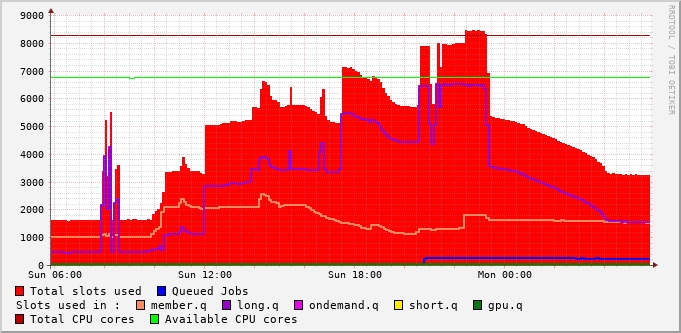 9000
8000
7000
6000
5000
4000
3000
2000
1000
0
Sun 06:00 Sun 12:00 Sun 18:00 Mon 00:00
Total slots used Queued Jobs
Slots used in : member.q long.q ondemand.q short.q gpu.q
Total CPU cores Available CPU cores
RRDTOOL / TOBI OETIKER